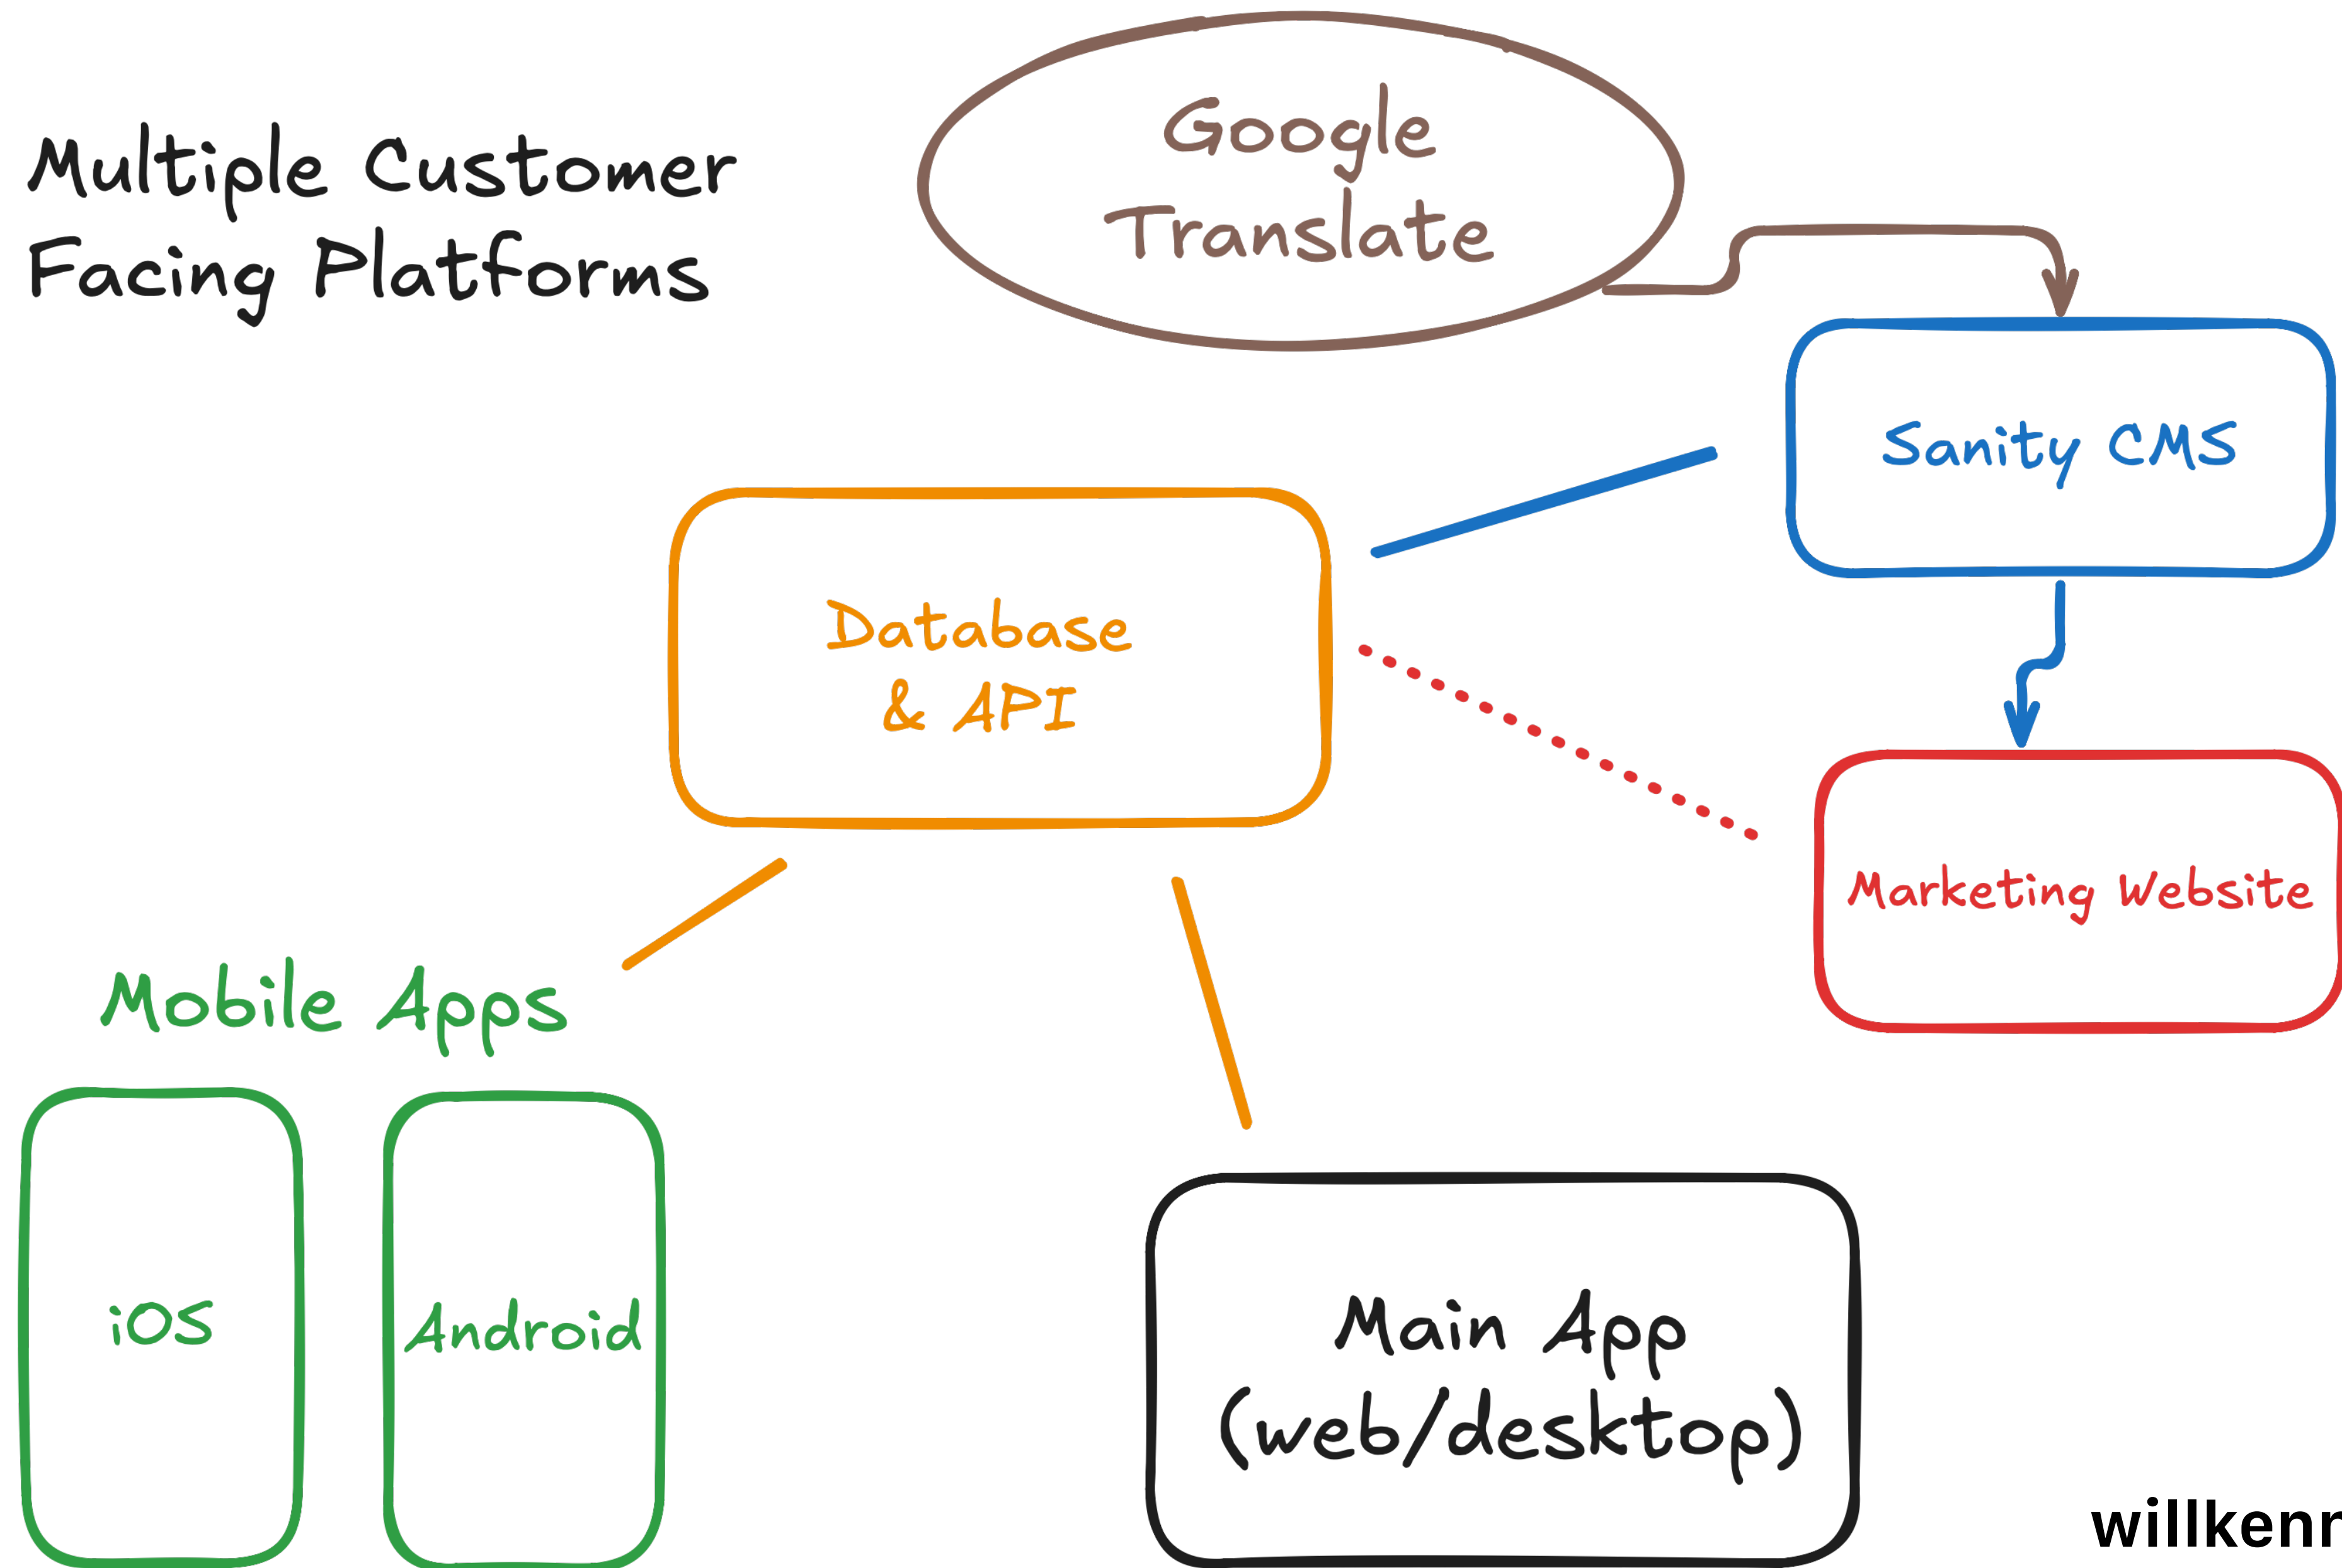 Multiple Customer
Facing Platforms
Google
Translate
Sanity CMS
Database
& API
Marketing Website
Mobile Apps
iOS
Android
Main App
(web/desktop)